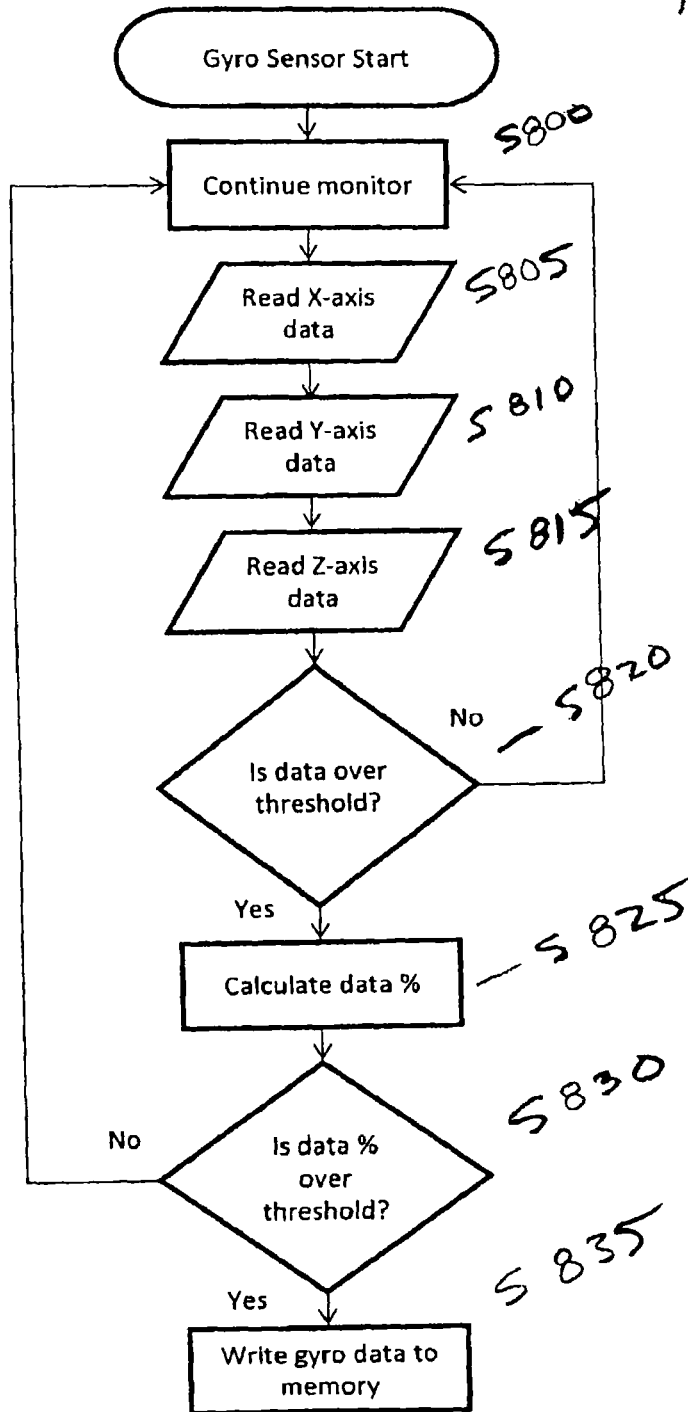 Gyro Sensor Start
S800
Continue monitor
Read X-axis
data
S805
Read Y-axis
data
S810
Read Z-axis
data
S815
Is data over
threshold?
No
S820
Yes
Calculate data %
S825
Is data %
over
threshold?
No
S830
Yes
Write gyro data to
memory
S835